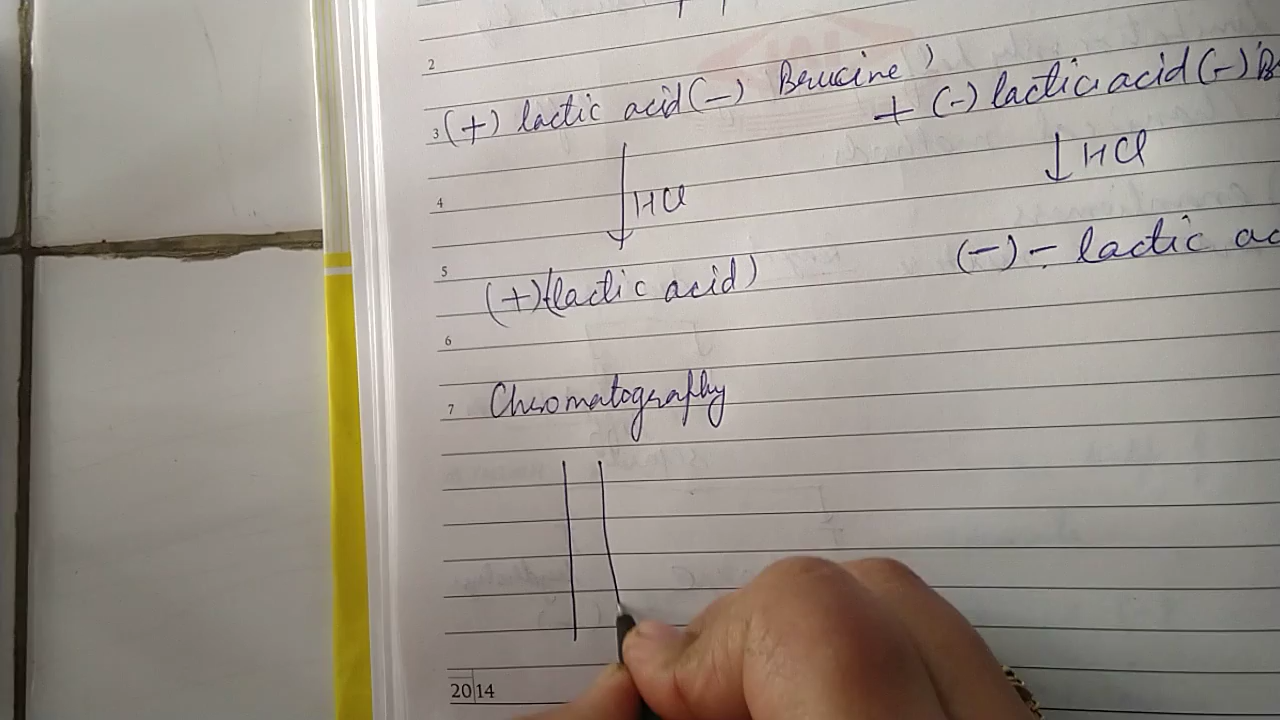 2
3 (+) lactic acid (-) Brucine) + (-) lactic acid (-) B
4 ↓ HCl ↓ HCl
5 (+) (lactic acid) (-) - lactic ac
6
7 Chromatography
2014